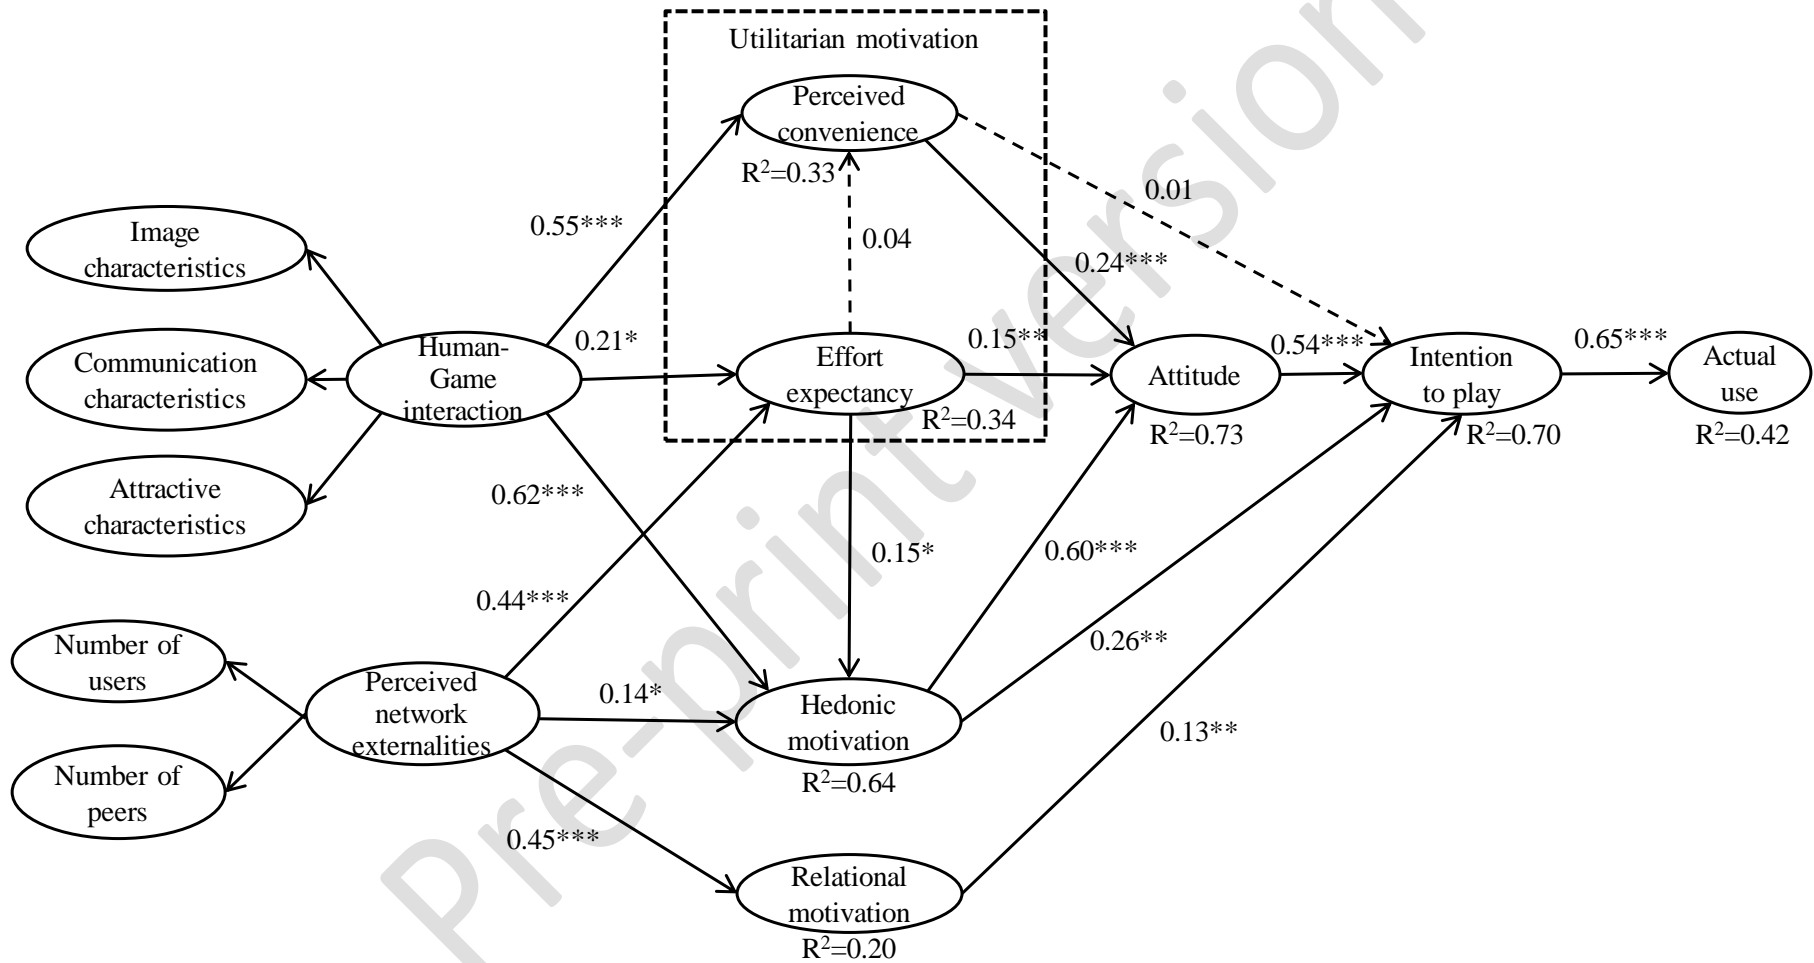 Utilitarian motivation
Perceived
convenience
R²=0.33
0.55***
0.04
0.01
0.24***
Image
characteristics
Communication
characteristics
Attractive
characteristics
Human-
Game
interaction
0.21*
Effort
expectancy
R²=0.34
0.15**
Attitude
R²=0.73
0.54***
Intention
to play
R²=0.70
0.65***
Actual
use
R²=0.42
0.62***
0.44***
0.15*
0.60***
0.26**
0.13**
Number of
users
Number of
peers
Perceived
network
externalities
0.14*
Hedonic
motivation
R²=0.64
0.45***
Relational
motivation
R²=0.20
Pre-print version